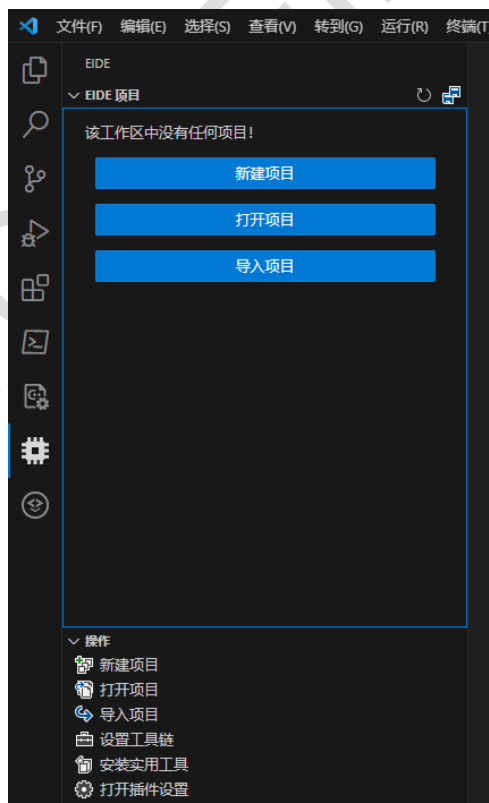 文件(F) 编辑(E) 选择(S) 查看(V) 转到(G) 运行(R) 终端(T
EIDE
EIDE 项目
该工作区中没有任何项目!
新建项目
打开项目
导入项目
操作
新建项目
打开项目
导入项目
设置工具链
安装实用工具
打开插件设置